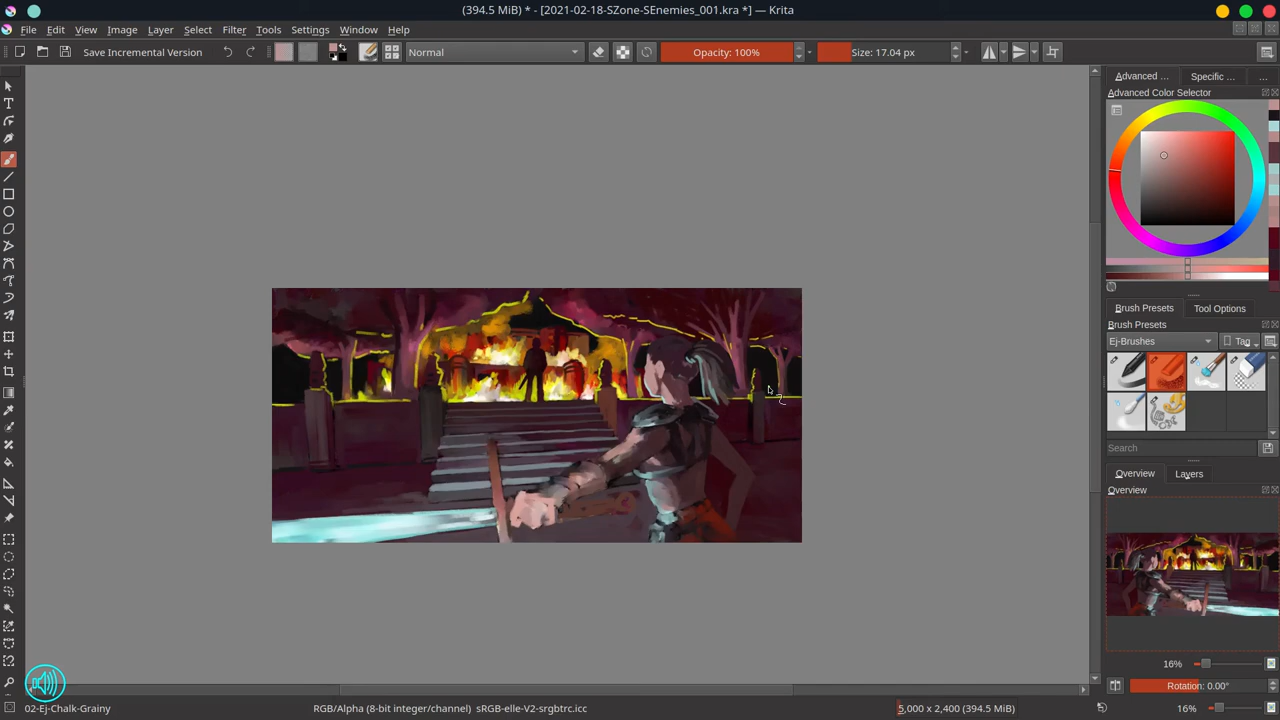 (394.5 MiB) * - [2021-02-18-SZone-SEnemies_001.kra *] — Krita
File Edit View Image Layer Select Filter Tools Settings Window Help
Save Incremental Version Normal Opacity: 100% Size: 17.04 px
Advanced ... Specific ... ...
Advanced Color Selector
Brush Presets Tool Options
Brush Presets
Ej-Brushes Tag
Search
Overview Layers
Overview
16%
Rotation: 0.00°
02-Ej-Chalk-Grainy RGB/Alpha (8-bit integer/channel) sRGB-elle-V2-srgbtrc.icc 5,000 x 2,400 (394.5 MiB) 16%